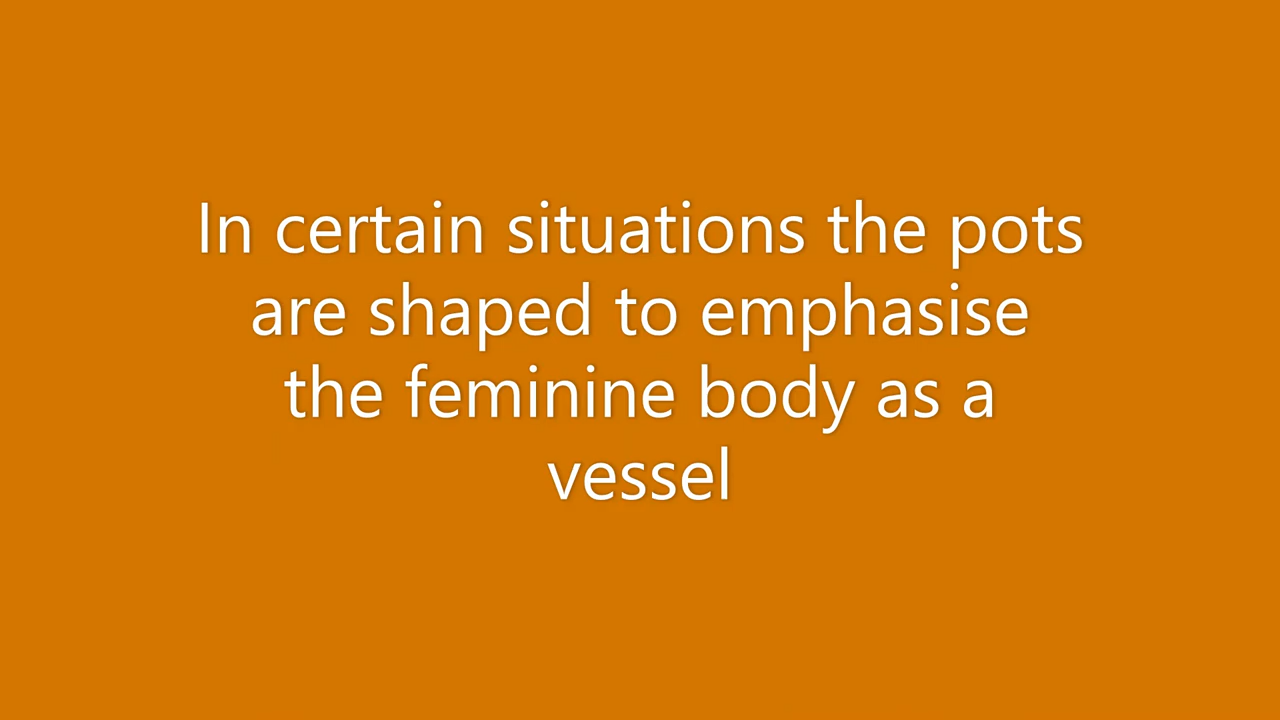 In certain situations the pots
are shaped to emphasise
the feminine body as a
vessel